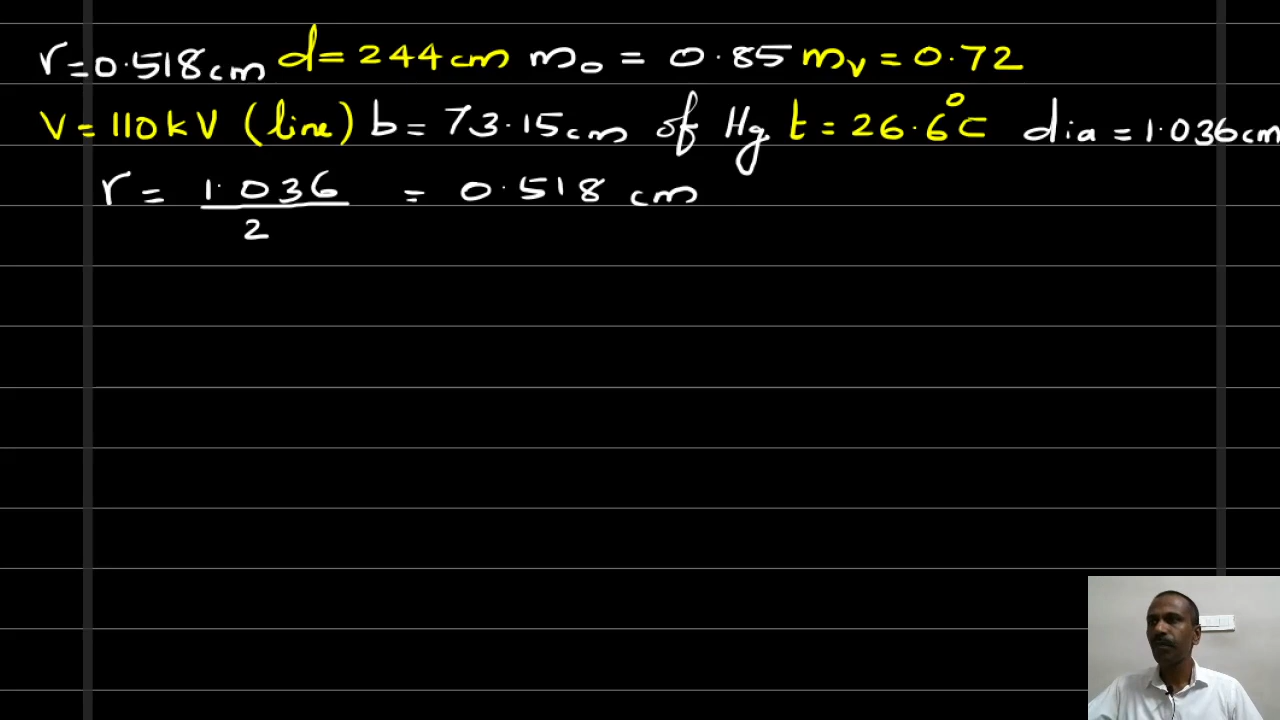 r=0.518cm d=244cm m₀ = 0.85 mᵥ=0.72
V=110kV (line) b=73.15cm of Hg t=26.6°C dia=1.036cm
r = 1.036/2 = 0.518 cm